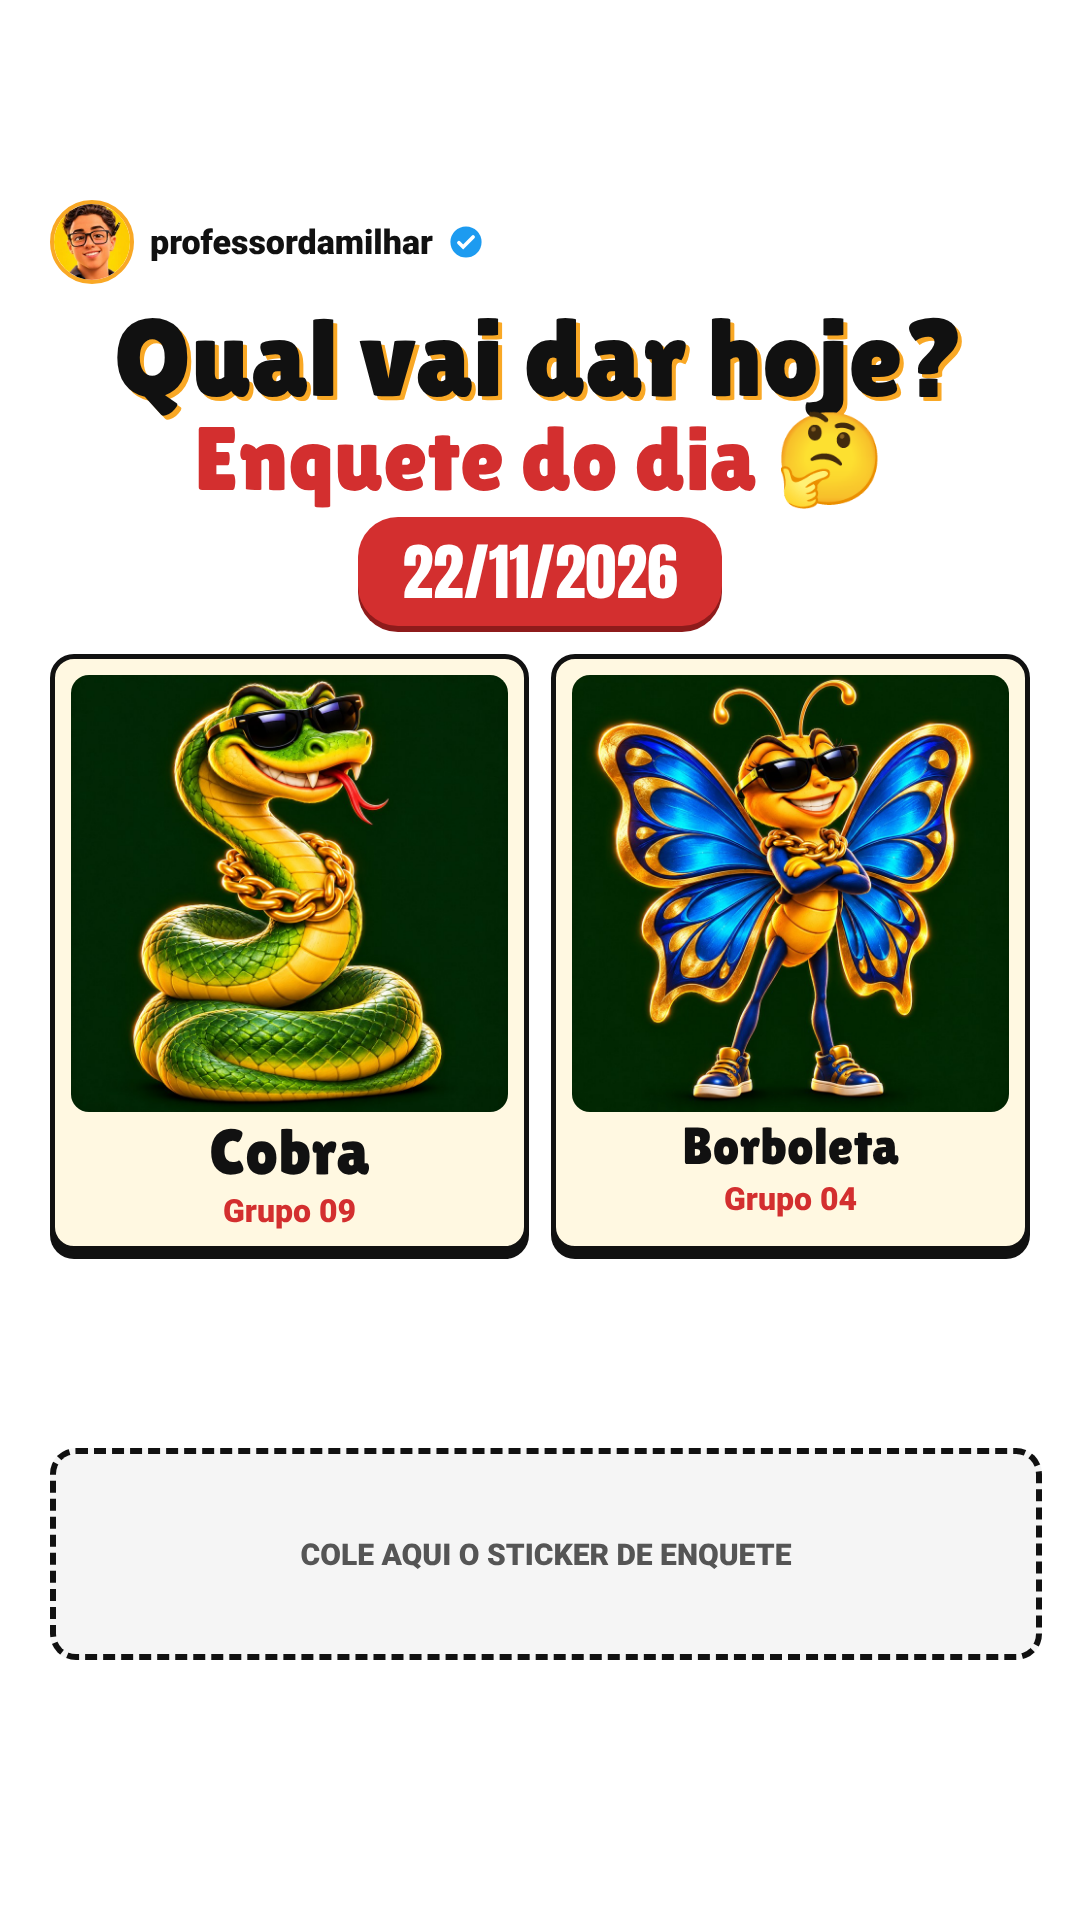 professordamilhar
Qual vai dar hoje?
Enquete do dia 🤔
22/11/2026
Cobra
Grupo 09
Borboleta
Grupo 04
COLE AQUI O STICKER DE ENQUETE